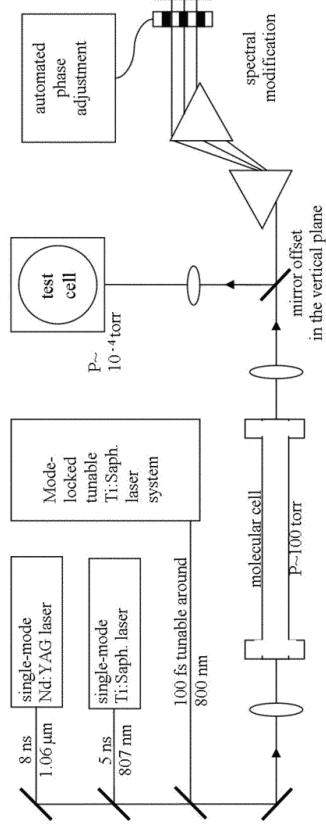 8 ns
1.06 μm
single-mode
Nd:YAG laser
5 ns
807 nm
single-mode
Ti:Saph. laser
100 fs tunable around
800 nm
Mode-
locked
tunable
Ti:Saph.
laser
system
molecular cell
P~100 torr
P~
10⁻⁴ torr
test
cell
mirror offset
in the vertical plane
automated
phase
adjustment
spectral
modification